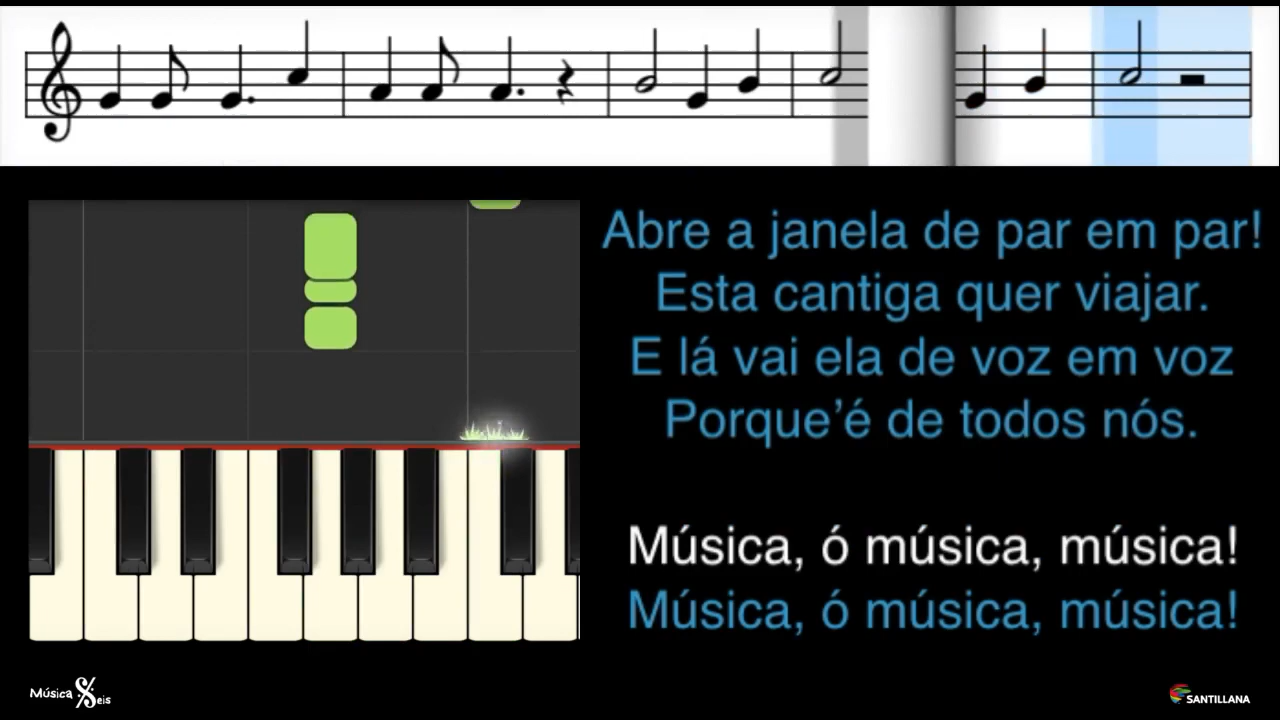 Abre a janela de par em par!
Esta cantiga quer viajar.
E lá vai ela de voz em voz
Porque’é de todos nós.
Música, ó música, música!
Música, ó música, música!
Música Seis
SANTILLANA